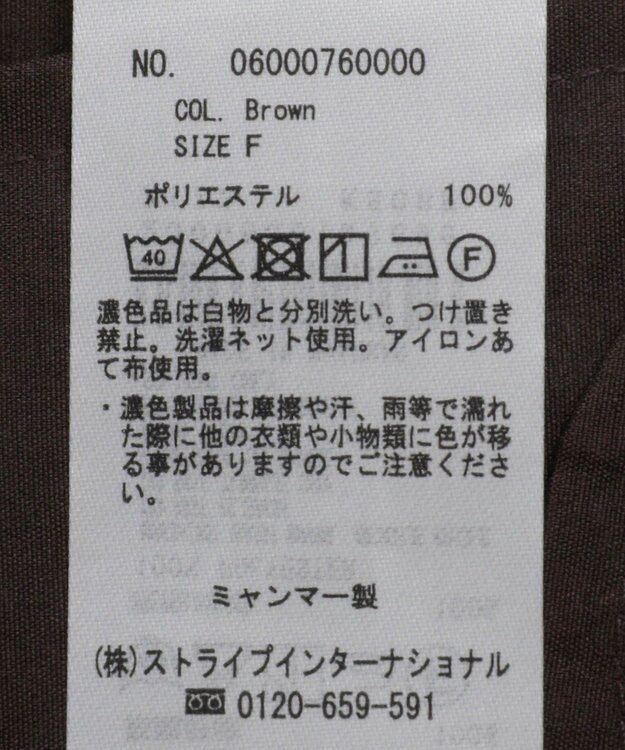 NO. 06000760000
COL. Brown
SIZE F
ポリエステル 100%
40 F
濃色品は白物と分別洗い。つけ置き
禁止。洗濯ネット使用。アイロンあ
て布使用。
・濃色製品は摩擦や汗、雨等で濡れ
た際に他の衣類や小物類に色が移
る事がありますのでご注意くださ
い。
ミャンマー製
(株)ストライプインターナショナル
0120-659-591